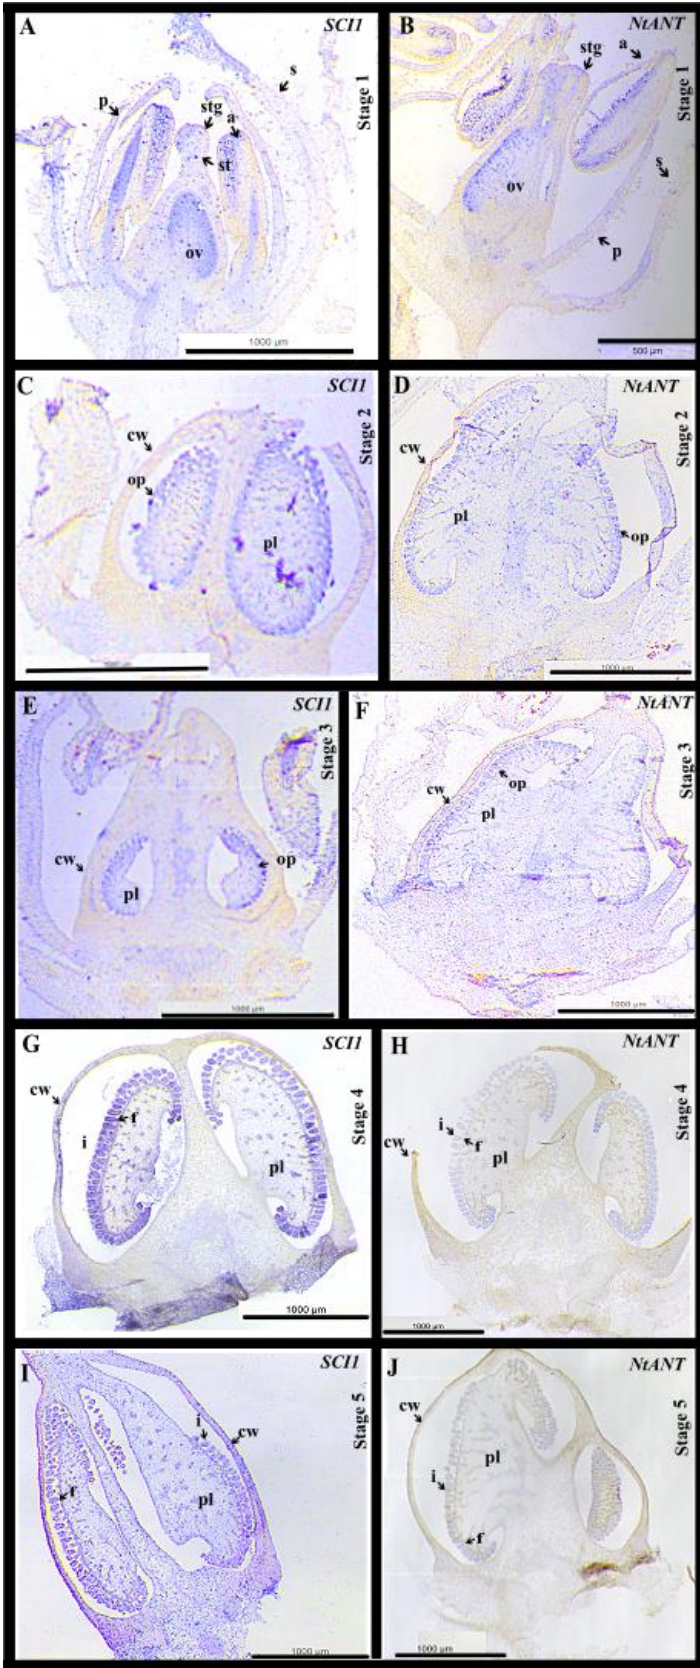 A SCI1
s
p
stg
a
st
ov
Stage 1
1000 µm
B NtANT
stg
a
s
ov
p
Stage 1
500 µm
C SCI1
cw
op
pl
Stage 2
D NtANT
cw
pl
op
Stage 2
1000 µm
E SCI1
cw
pl
op
Stage 3
1000 µm
F NtANT
op
cw
pl
Stage 3
1000 µm
G SCI1
cw
i
f
pl
Stage 4
1000 µm
H NtANT
i
f
cw
pl
Stage 4
1000 µm
I SCI1
i
cw
f
pl
Stage 5
1000 µm
J NtANT
cw
pl
i
f
Stage 5
1000 µm